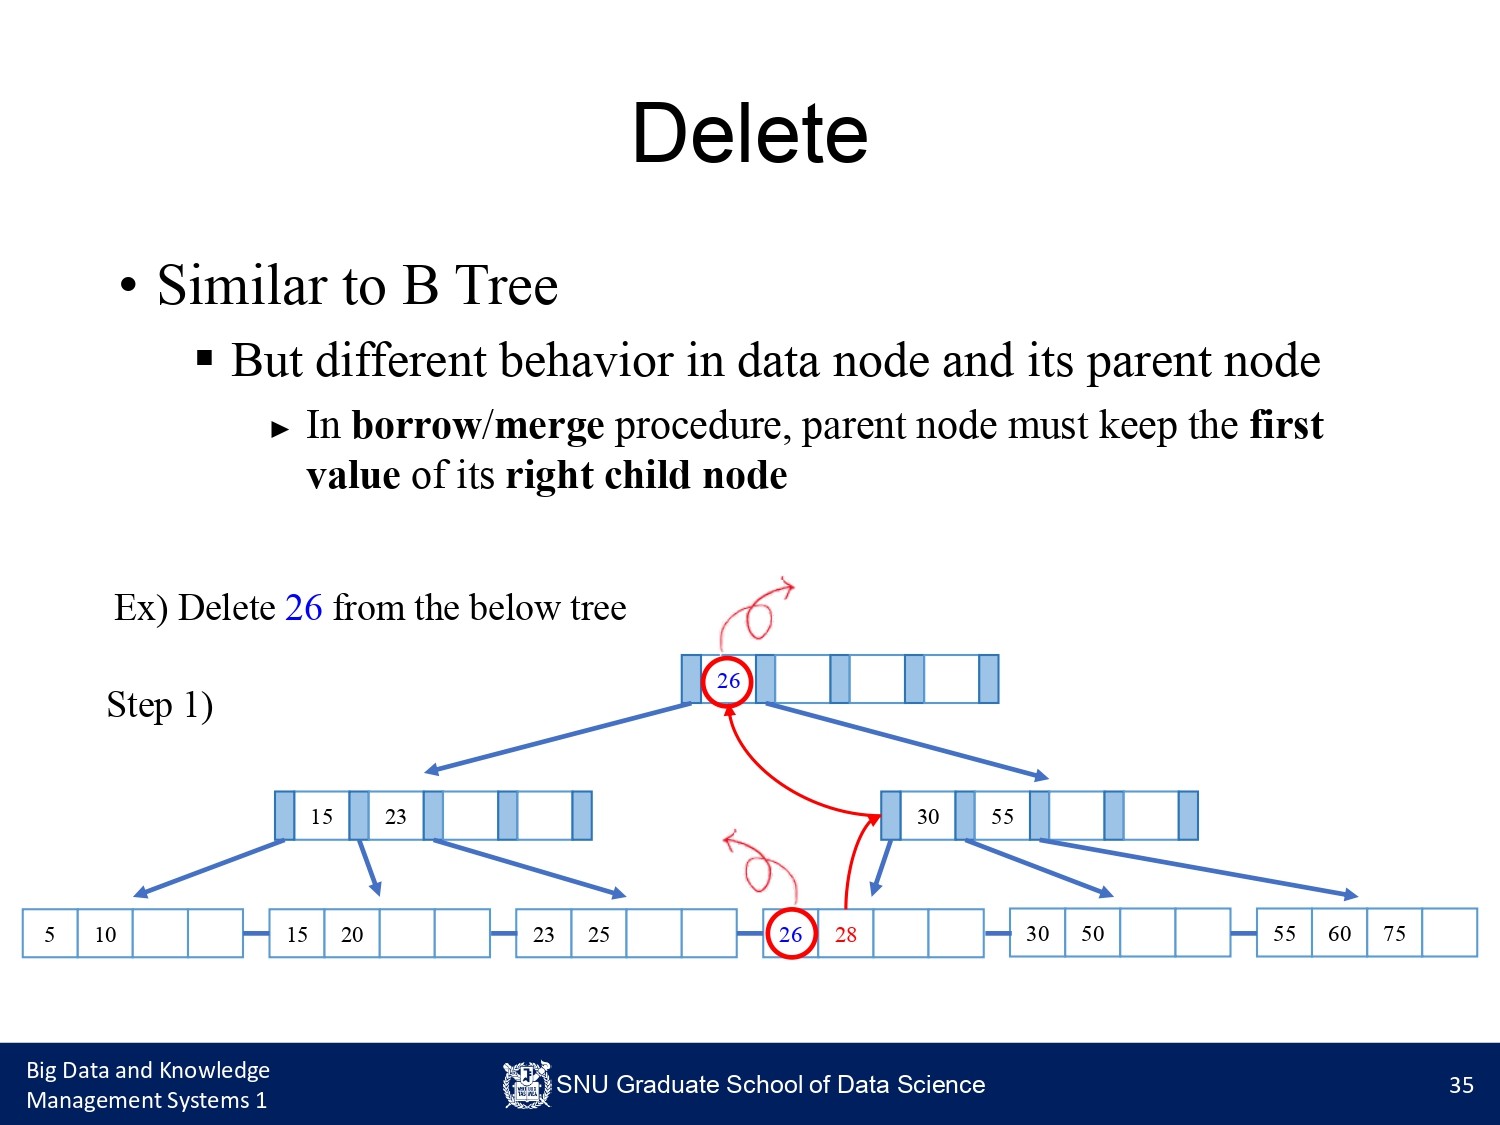 Delete
• Similar to B Tree
▪ But different behavior in data node and its parent node
► In borrow/merge procedure, parent node must keep the first
value of its right child node
Ex) Delete 26 from the below tree
Step 1)
26
15 23
30 55
5 10
15 20
23 25
26 28
30 50
55 60 75
Big Data and Knowledge
Management Systems 1
SNU Graduate School of Data Science
35